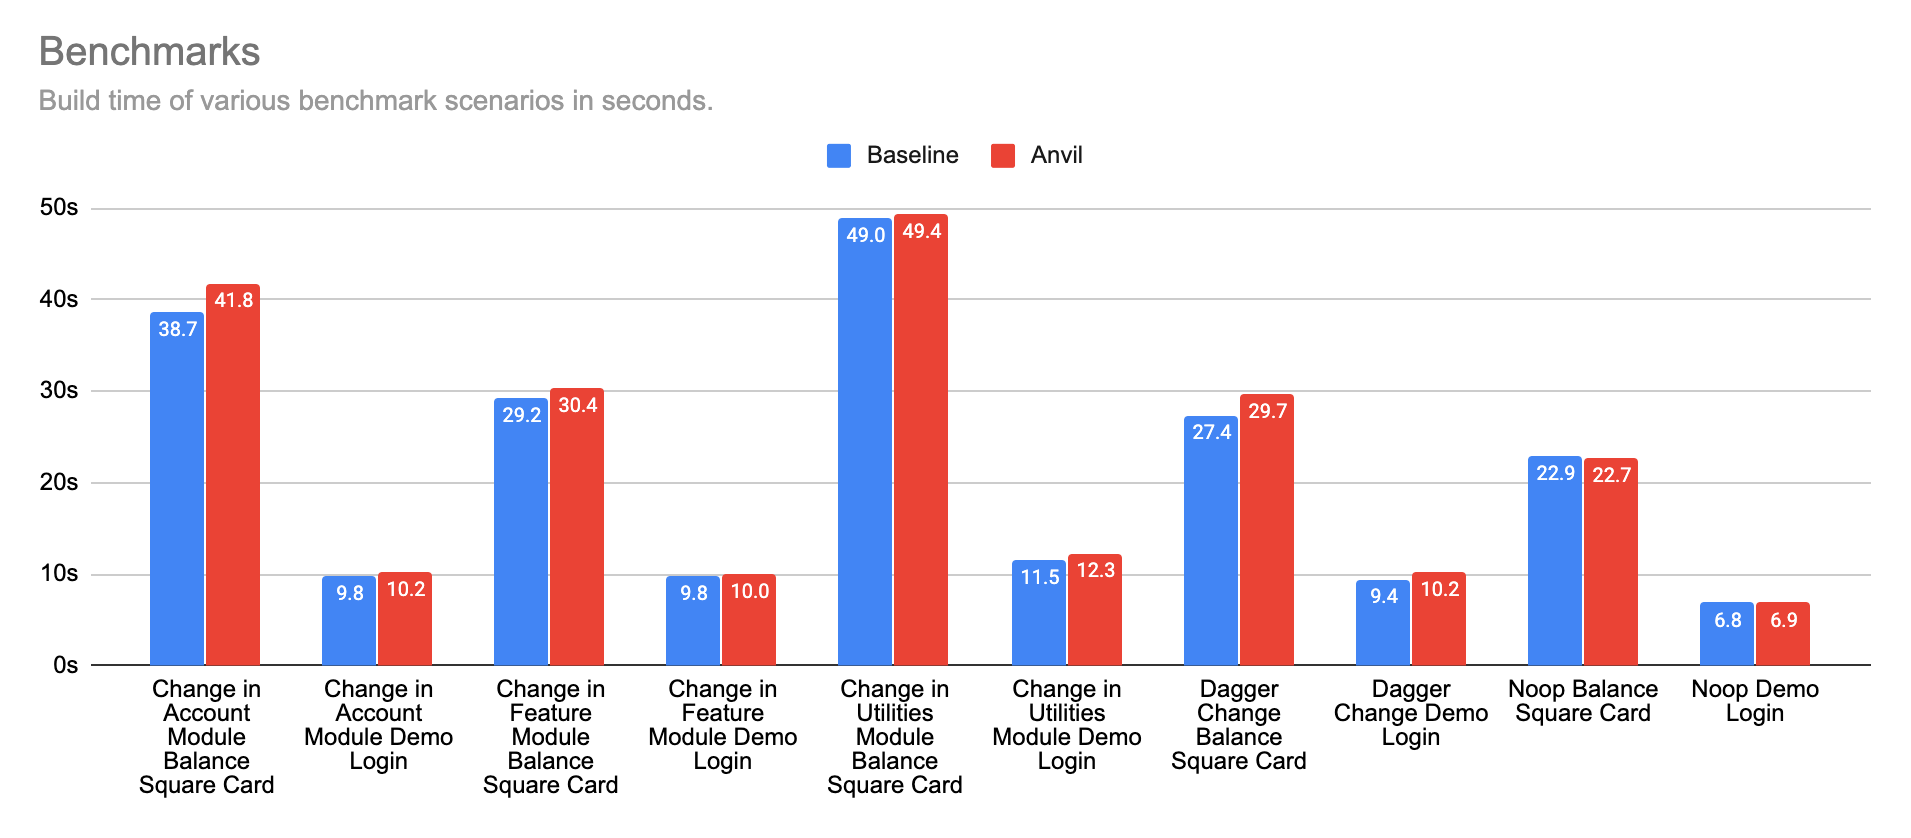 Benchmarks
Build time of various benchmark scenarios in seconds.
Baseline
Anvil
50s
40s
30s
20s
10s
0s
38.7
41.8
9.8
10.2
29.2
30.4
9.8
10.0
49.0
49.4
11.5
12.3
27.4
29.7
9.4
10.2
22.9
22.7
6.8
6.9
Change in
Account
Module
Balance
Square Card
Change in
Account
Module Demo
Login
Change in
Feature
Module
Balance
Square Card
Change in
Feature
Module Demo
Login
Change in
Utilities
Module
Balance
Square Card
Change in
Utilities
Module Demo
Login
Dagger
Change
Balance
Square Card
Dagger
Change Demo
Login
Noop Balance
Square Card
Noop Demo
Login